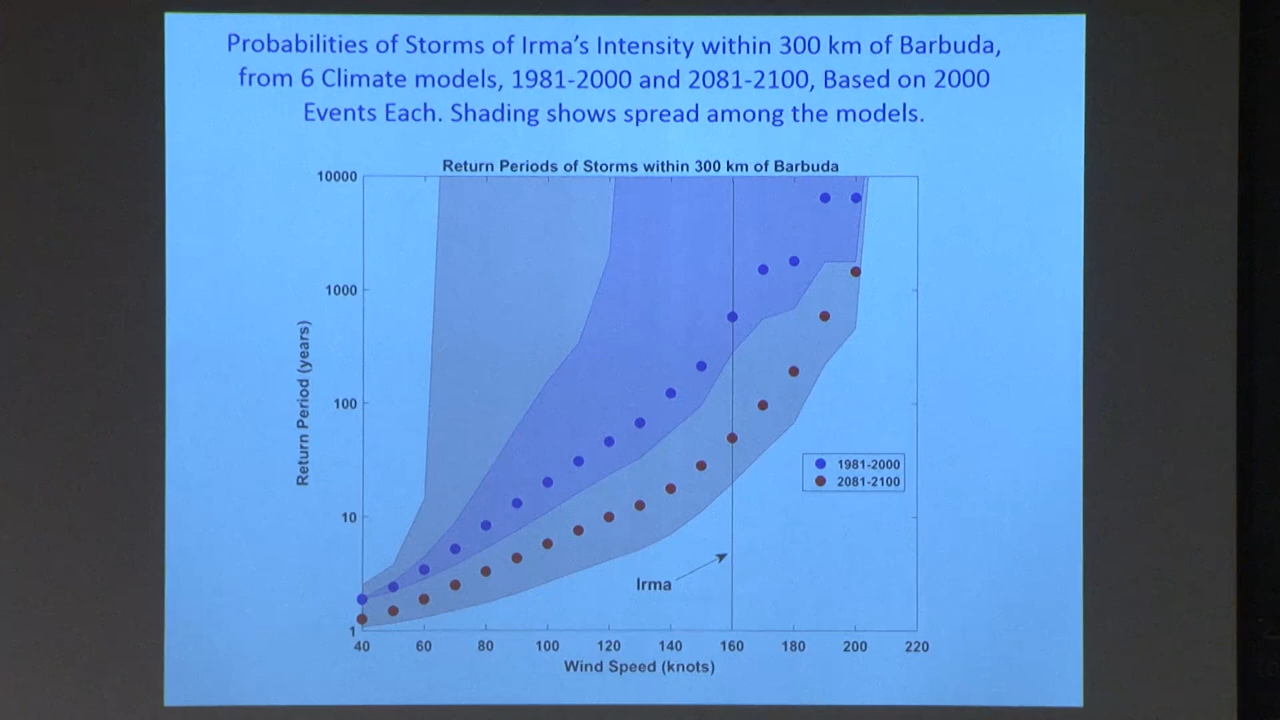 Probabilities of Storms of Irma's Intensity within 300 km of Barbuda,
from 6 Climate models, 1981-2000 and 2081-2100, Based on 2000
Events Each. Shading shows spread among the models.
Return Periods of Storms within 300 km of Barbuda
10000
1000
100
10
1
Return Period (years)
1981-2000
2081-2100
Irma
40 60 80 100 120 140 160 180 200 220
Wind Speed (knots)